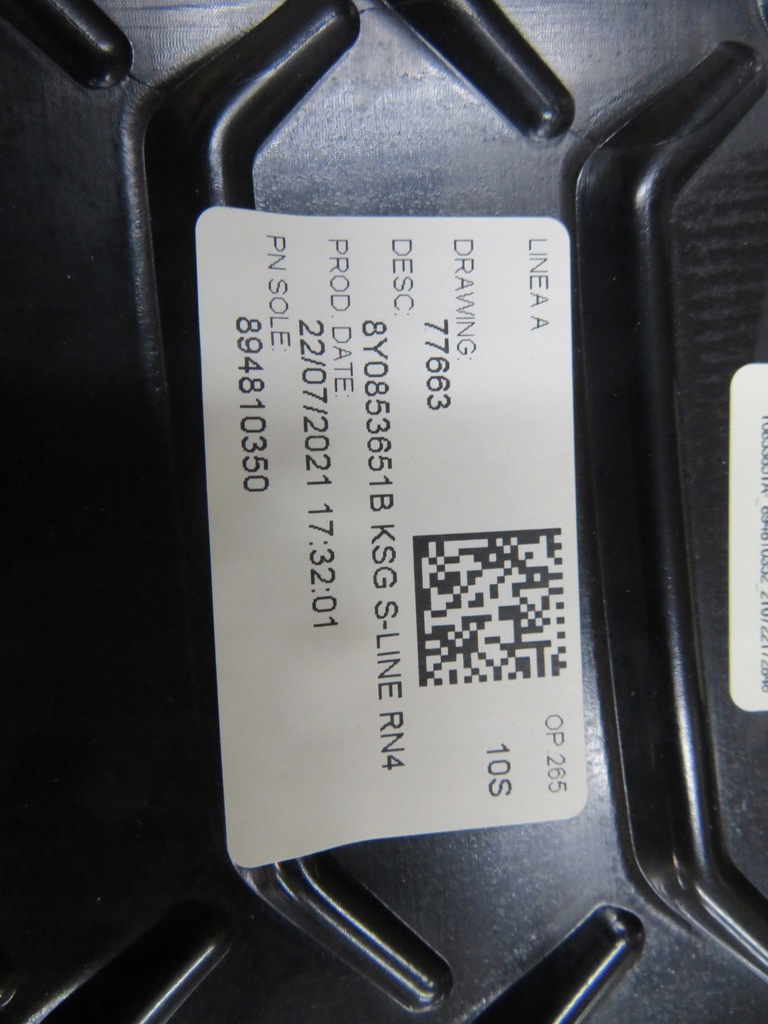 LINEA A
OP.265
DRAWING:
77663
10S
DESC:
8Y0853651B KSG S-LINE RN4
PROD. DATE:
22/07/2021 17:32:01
PN SOLE:
894810350